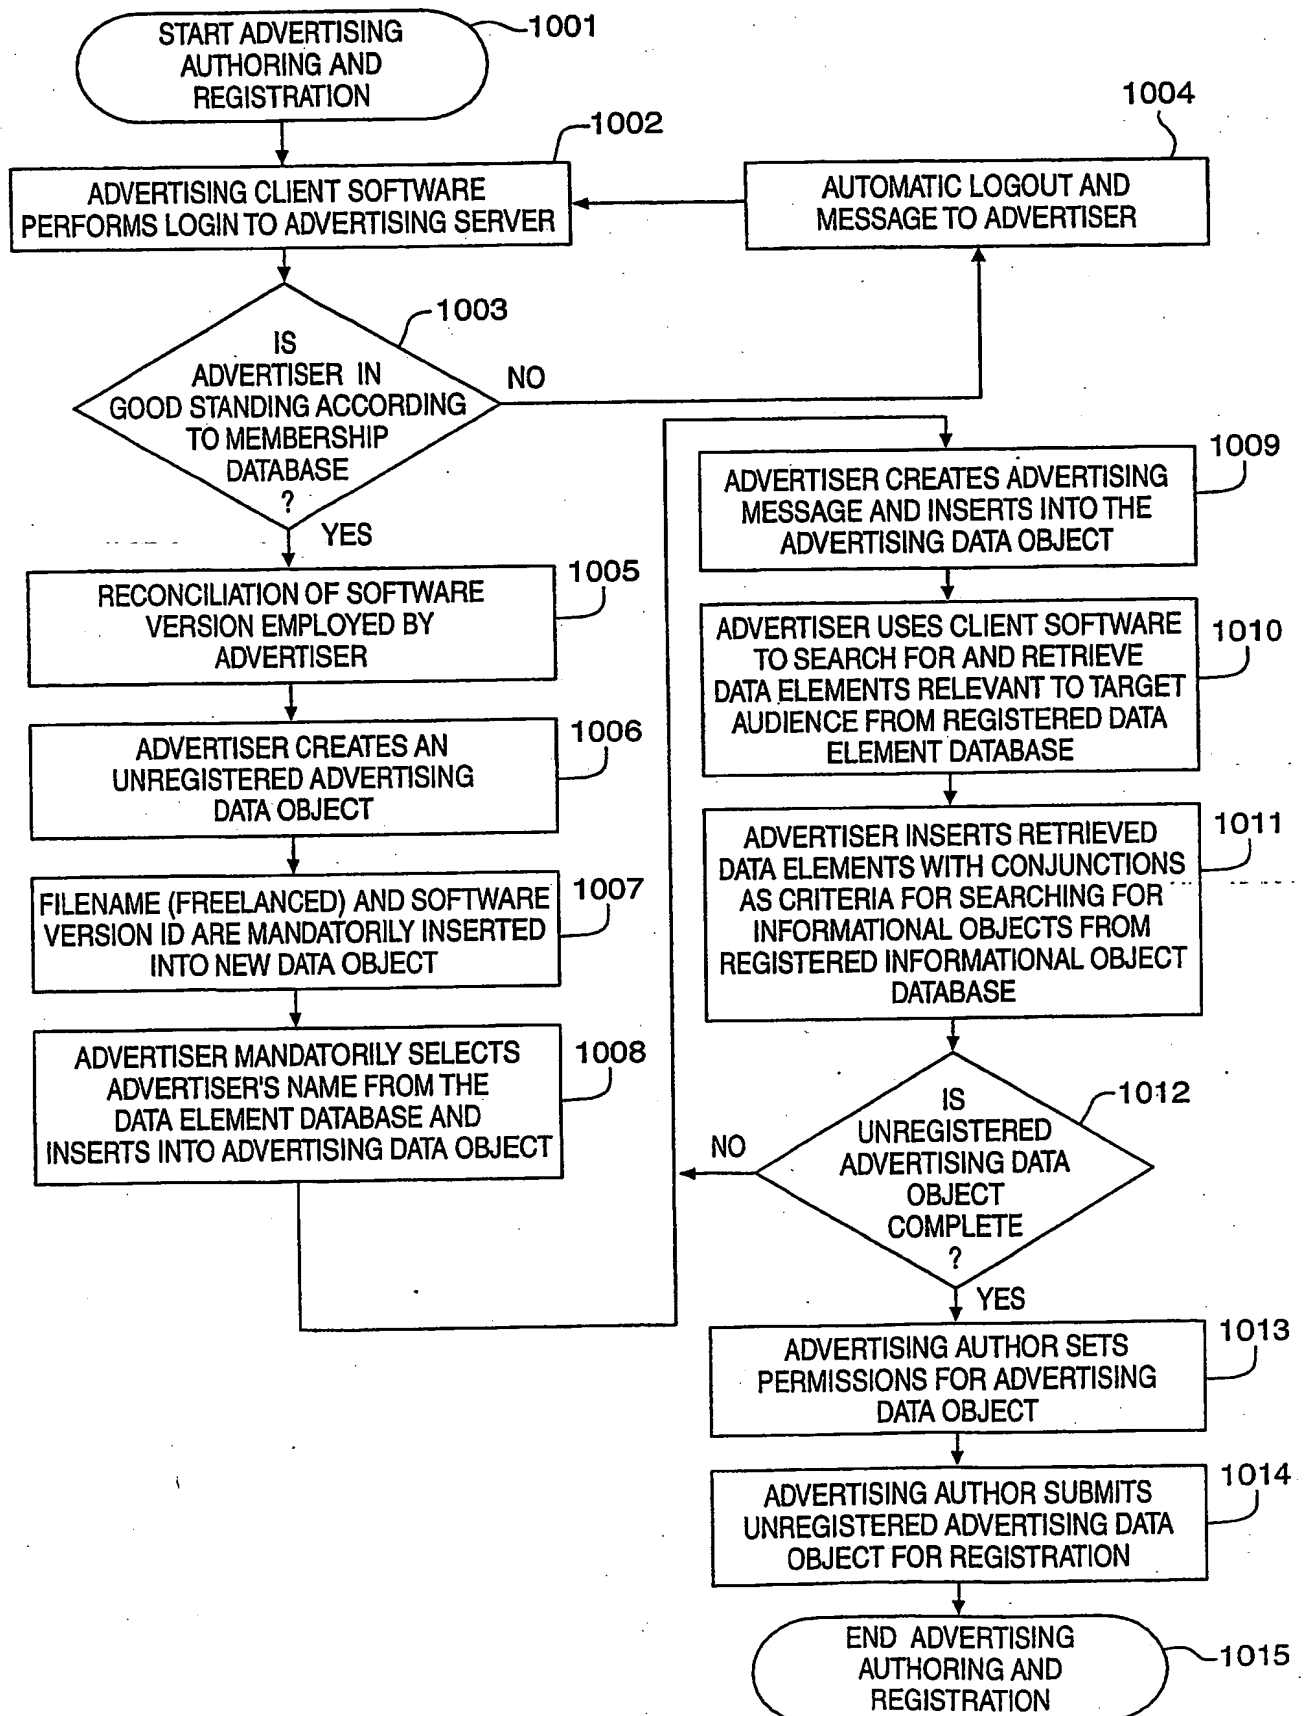 START ADVERTISING
AUTHORING AND
REGISTRATION
1001
1002
ADVERTISING CLIENT SOFTWARE
PERFORMS LOGIN TO ADVERTISING SERVER
1004
AUTOMATIC LOGOUT AND
MESSAGE TO ADVERTISER
1003
IS
ADVERTISER IN
GOOD STANDING ACCORDING
TO MEMBERSHIP
DATABASE
?
NO
YES
1005
RECONCILIATION OF SOFTWARE
VERSION EMPLOYED BY
ADVERTISER
1006
ADVERTISER CREATES AN
UNREGISTERED ADVERTISING
DATA OBJECT
1007
FILENAME (FREELANCED) AND SOFTWARE
VERSION ID ARE MANDATORILY INSERTED
INTO NEW DATA OBJECT
1008
ADVERTISER MANDATORILY SELECTS
ADVERTISER'S NAME FROM THE
DATA ELEMENT DATABASE AND
INSERTS INTO ADVERTISING DATA OBJECT
1009
ADVERTISER CREATES ADVERTISING
MESSAGE AND INSERTS INTO THE
ADVERTISING DATA OBJECT
1010
ADVERTISER USES CLIENT SOFTWARE
TO SEARCH FOR AND RETRIEVE
DATA ELEMENTS RELEVANT TO TARGET
AUDIENCE FROM REGISTERED DATA
ELEMENT DATABASE
1011
ADVERTISER INSERTS RETRIEVED
DATA ELEMENTS WITH CONJUNCTIONS
AS CRITERIA FOR SEARCHING FOR
INFORMATIONAL OBJECTS FROM
REGISTERED INFORMATIONAL OBJECT
DATABASE
1012
IS
UNREGISTERED
ADVERTISING DATA
OBJECT
COMPLETE
?
NO
YES
1013
ADVERTISING AUTHOR SETS
PERMISSIONS FOR ADVERTISING
DATA OBJECT
1014
ADVERTISING AUTHOR SUBMITS
UNREGISTERED ADVERTISING DATA
OBJECT FOR REGISTRATION
END ADVERTISING
AUTHORING AND
REGISTRATION
1015